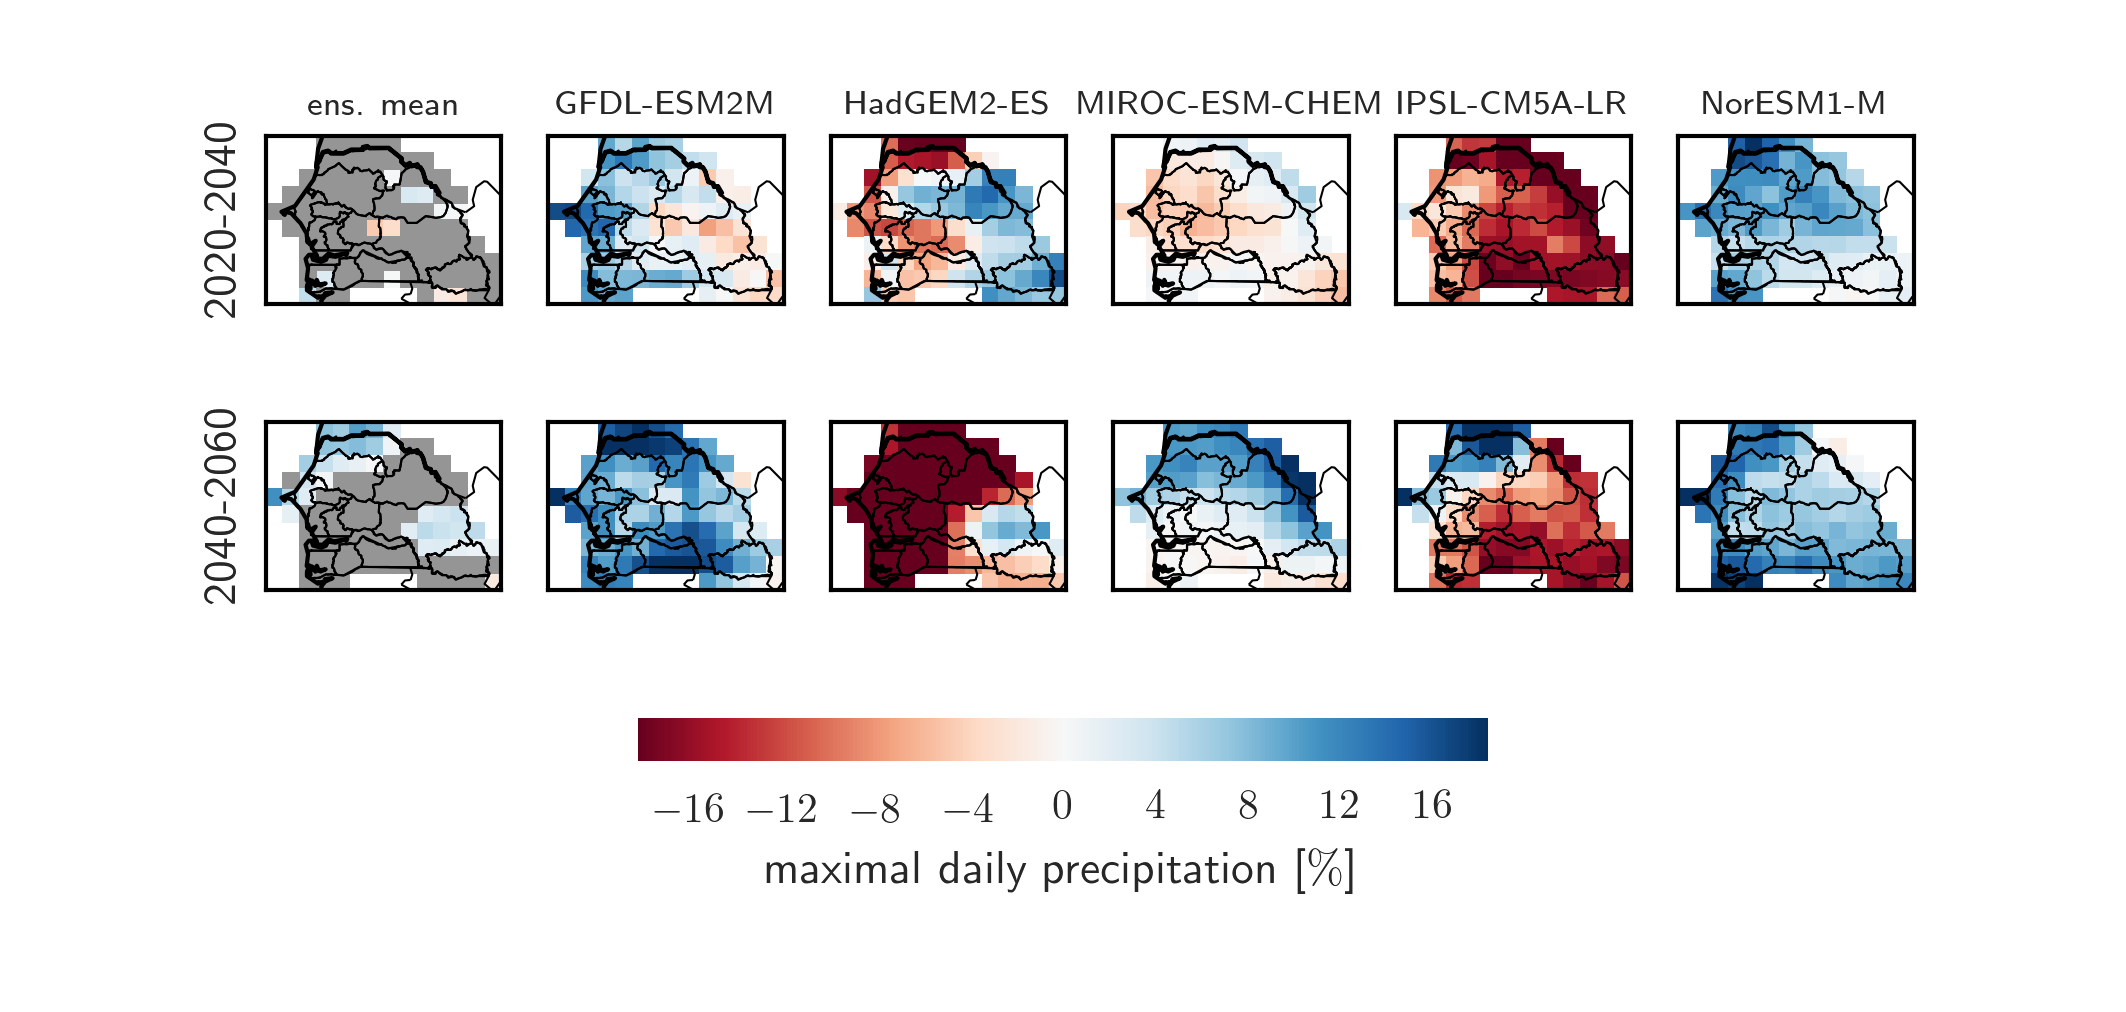 ens. mean GFDL-ESM2M HadGEM2-ES MIROC-ESM-CHEM IPSL-CM5A-LR NorESM1-M
2020-2040
2040-2060
−16 −12 −8 −4 0 4 8 12 16
maximal daily precipitation [%]